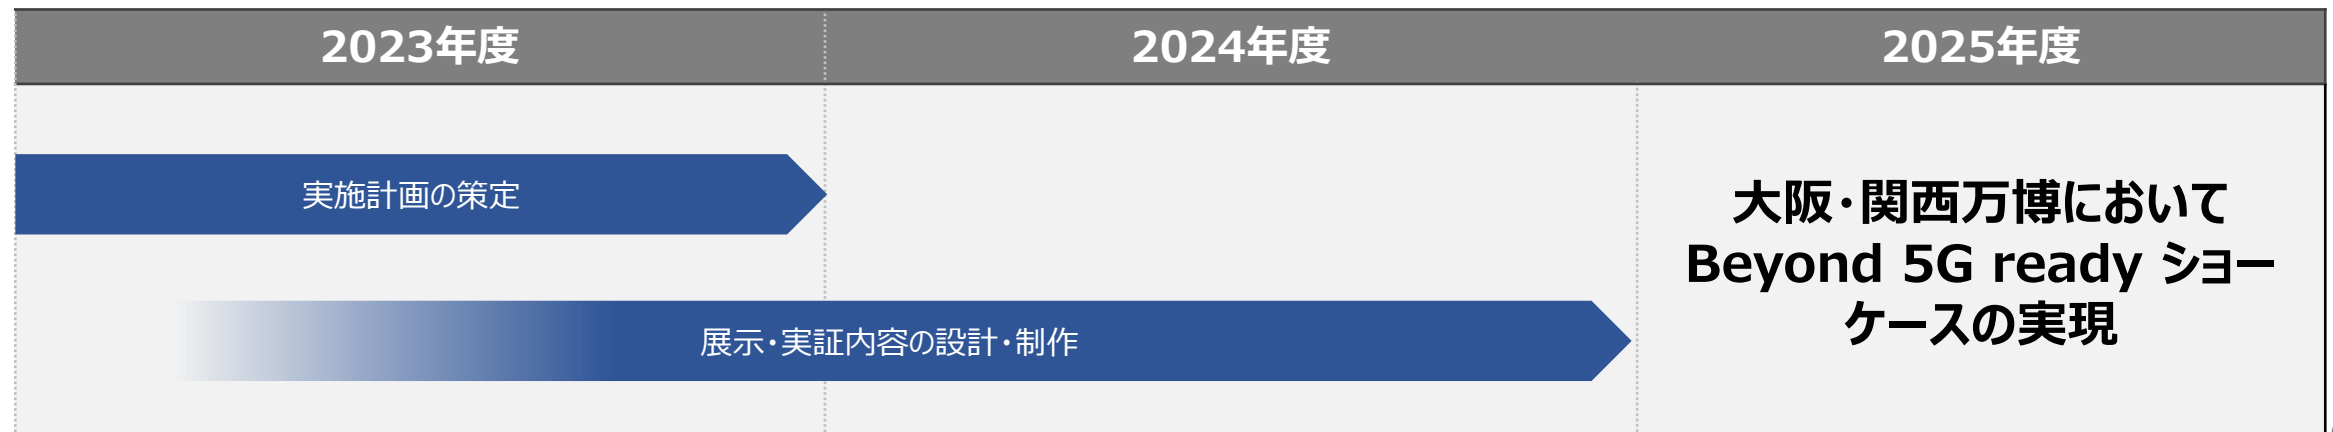 2023年度
2024年度
2025年度
実施計画の策定
展示・実証内容の設計・制作
大阪・関西万博において
Beyond 5G ready ショー
ケースの実現